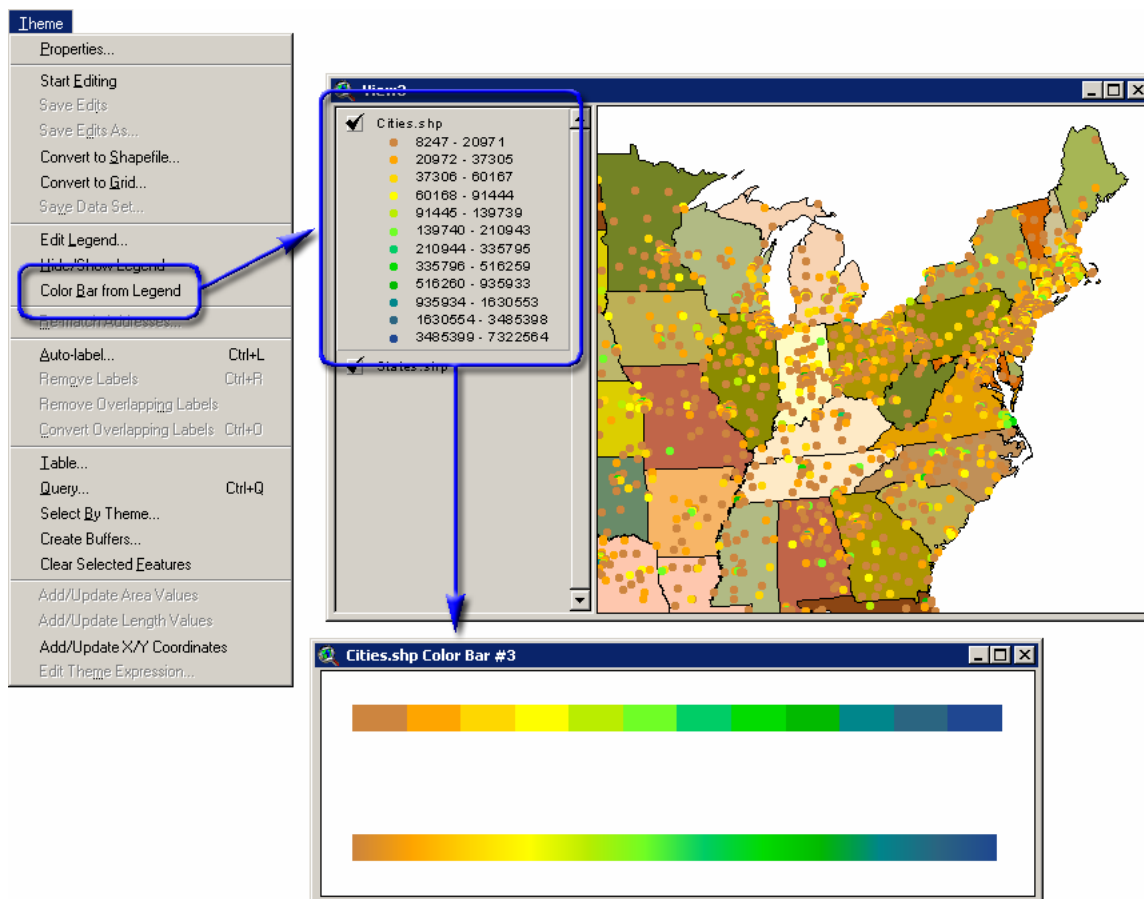 Theme
Properties...
Start Editing
Save Edits
Save Edits As...
Convert to Shapefile...
Convert to Grid...
Save Data Set...
Edit Legend...
Hide/Show Legend
Color Bar from Legend
Rematch Addresses...
Auto-label... Ctrl+L
Remove Labels Ctrl+R
Remove Overlapping Labels
Convert Overlapping Labels Ctrl+O
Table...
Query... Ctrl+Q
Select By Theme...
Create Buffers...
Clear Selected Features
Add/Update Area Values
Add/Update Length Values
Add/Update X/Y Coordinates
Edit Theme Expression...
View3
Cities.shp
8247 - 20971
20972 - 37305
37306 - 60167
60168 - 91444
91445 - 139739
139740 - 210943
210944 - 335795
335796 - 516259
516260 - 935933
935934 - 1630553
1630554 - 3485398
3485399 - 7322564
States.shp
Cities.shp Color Bar #3